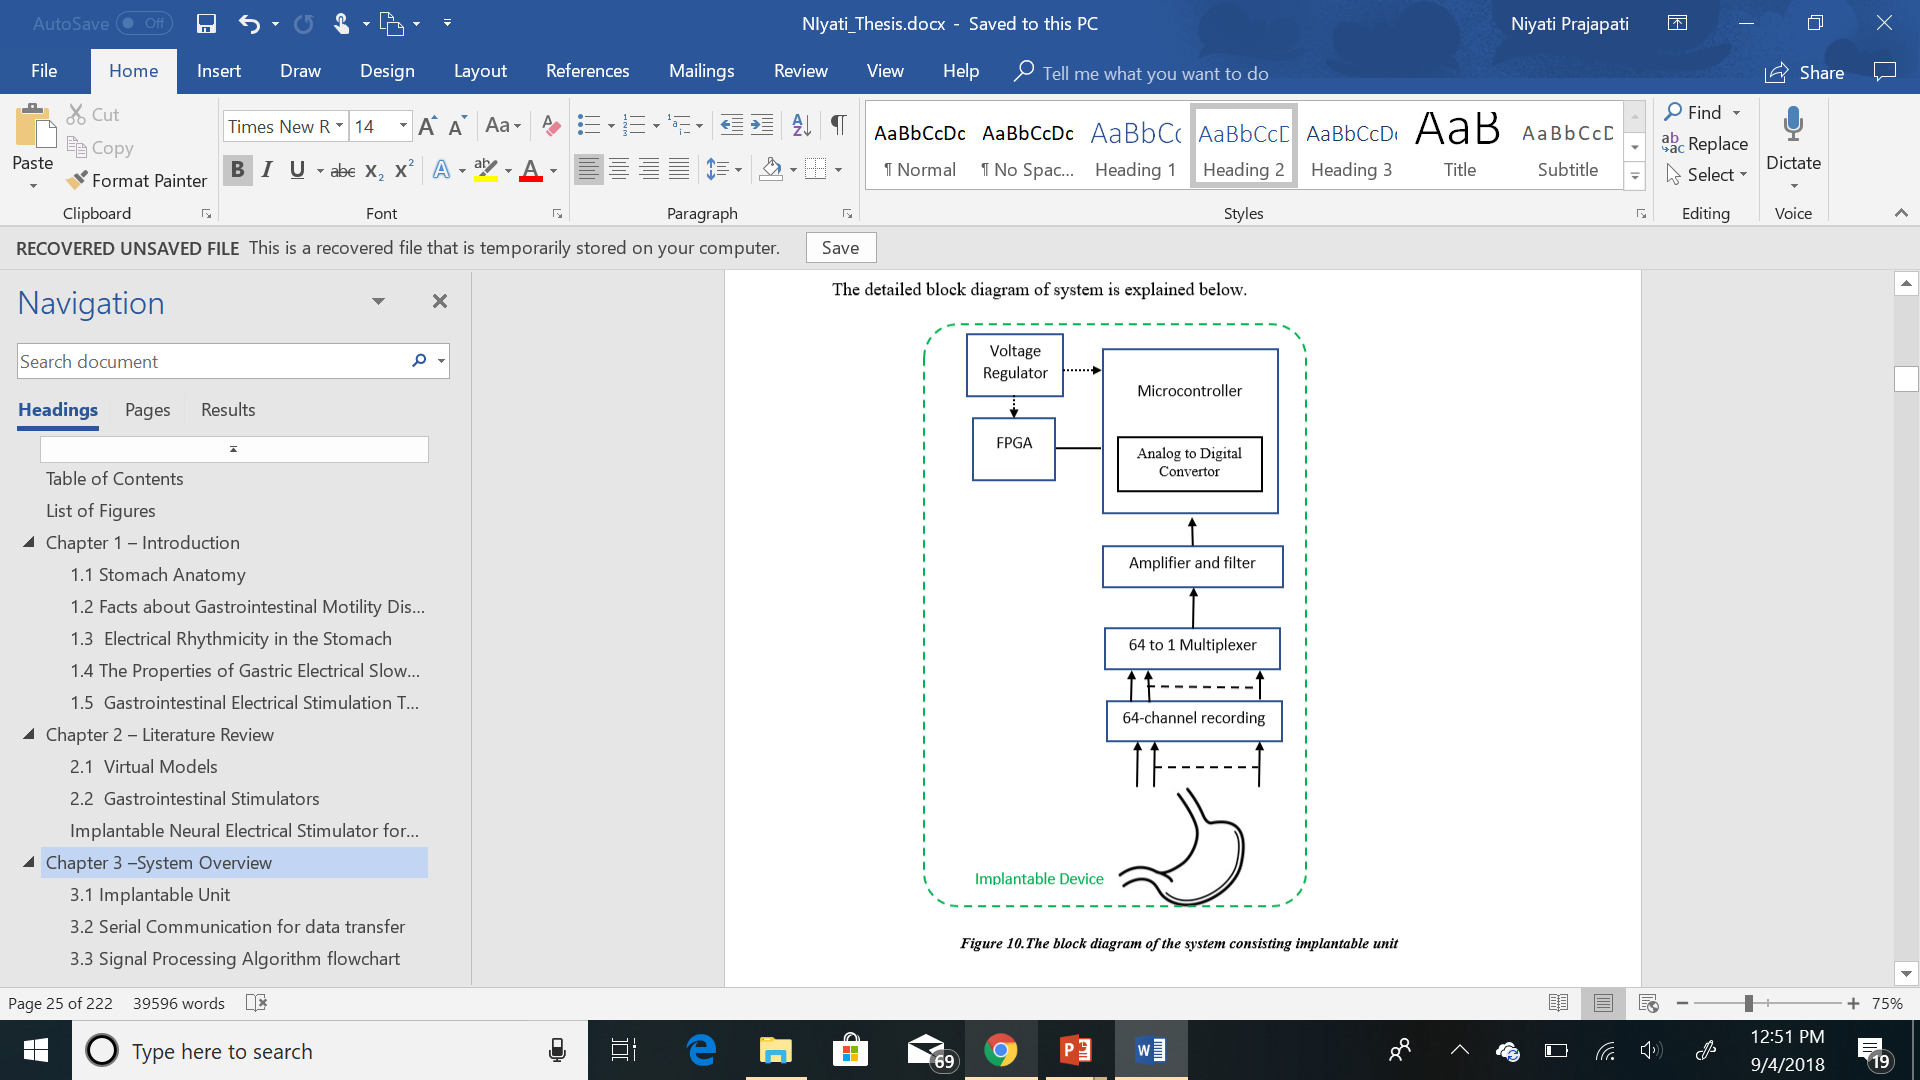 AutoSave Off
NIyati_Thesis.docx - Saved to this PC
Niyati Prajapati
File Home Insert Draw Design Layout References Mailings Review View Help Tell me what you want to do Share
Paste
Cut
Copy
Format Painter
Clipboard
Times New R 14
Font
Paragraph
AaBbCcDc AaBbCcDc AaBbCc AaBbCcD AaBbCcDc AaB AaBbCcD
¶ Normal ¶ No Spac... Heading 1 Heading 2 Heading 3 Title Subtitle
Styles
Find
Replace
Select
Editing
Dictate
Voice
RECOVERED UNSAVED FILE This is a recovered file that is temporarily stored on your computer. Save
Navigation
Search document
Headings Pages Results
Table of Contents
List of Figures
Chapter 1 – Introduction
1.1 Stomach Anatomy
1.2 Facts about Gastrointestinal Motility Dis...
1.3 Electrical Rhythmicity in the Stomach
1.4 The Properties of Gastric Electrical Slow...
1.5 Gastrointestinal Electrical Stimulation T...
Chapter 2 – Literature Review
2.1 Virtual Models
2.2 Gastrointestinal Stimulators
Implantable Neural Electrical Stimulator for...
Chapter 3 –System Overview
3.1 Implantable Unit
3.2 Serial Communication for data transfer
3.3 Signal Processing Algorithm flowchart
The detailed block diagram of system is explained below.
Voltage
Regulator
Microcontroller
FPGA
Analog to Digital
Convertor
Amplifier and filter
64 to 1 Multiplexer
64-channel recording
Implantable Device
Figure 10.The block diagram of the system consisting implantable unit
Page 25 of 222 39596 words
75%
Type here to search
69
12:51 PM
9/4/2018
19